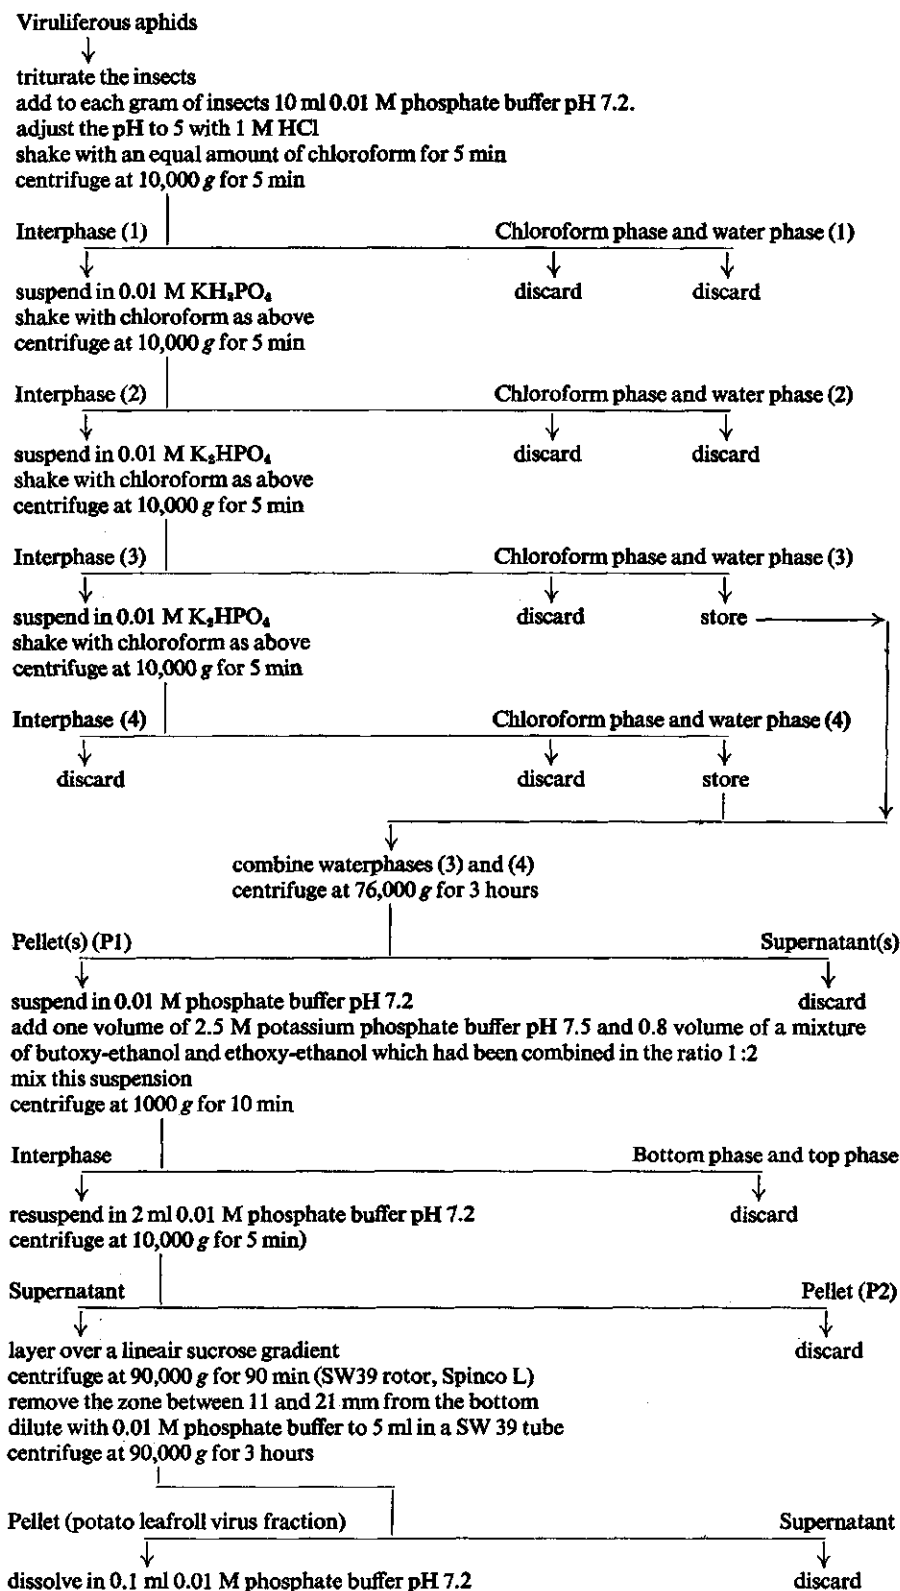 Viruliferous aphids
triturate the insects
add to each gram of insects 10 ml 0.01 M phosphate buffer pH 7.2.
adjust the pH to 5 with 1 M HCl
shake with an equal amount of chloroform for 5 min
centrifuge at 10,000 g for 5 min
Interphase (1) Chloroform phase and water phase (1)
suspend in 0.01 M KH₂PO₄ discard discard
shake with chloroform as above
centrifuge at 10,000 g for 5 min
Interphase (2) Chloroform phase and water phase (2)
suspend in 0.01 M K₂HPO₄ discard discard
shake with chloroform as above
centrifuge at 10,000 g for 5 min
Interphase (3) Chloroform phase and water phase (3)
suspend in 0.01 M K₂HPO₄ discard store
shake with chloroform as above
centrifuge at 10,000 g for 5 min
Interphase (4) Chloroform phase and water phase (4)
discard discard store
combine waterphases (3) and (4)
centrifuge at 76,000 g for 3 hours
Pellet(s) (P1) Supernatant(s)
suspend in 0.01 M phosphate buffer pH 7.2 discard
add one volume of 2.5 M potassium phosphate buffer pH 7.5 and 0.8 volume of a mixture
of butoxy-ethanol and ethoxy-ethanol which had been combined in the ratio 1:2
mix this suspension
centrifuge at 1000 g for 10 min
Interphase Bottom phase and top phase
resuspend in 2 ml 0.01 M phosphate buffer pH 7.2 discard
centrifuge at 10,000 g for 5 min)
Supernatant Pellet (P2)
layer over a lineair sucrose gradient discard
centrifuge at 90,000 g for 90 min (SW39 rotor, Spinco L)
remove the zone between 11 and 21 mm from the bottom
dilute with 0.01 M phosphate buffer to 5 ml in a SW 39 tube
centrifuge at 90,000 g for 3 hours
Pellet (potato leafroll virus fraction) Supernatant
dissolve in 0.1 ml 0.01 M phosphate buffer pH 7.2 discard